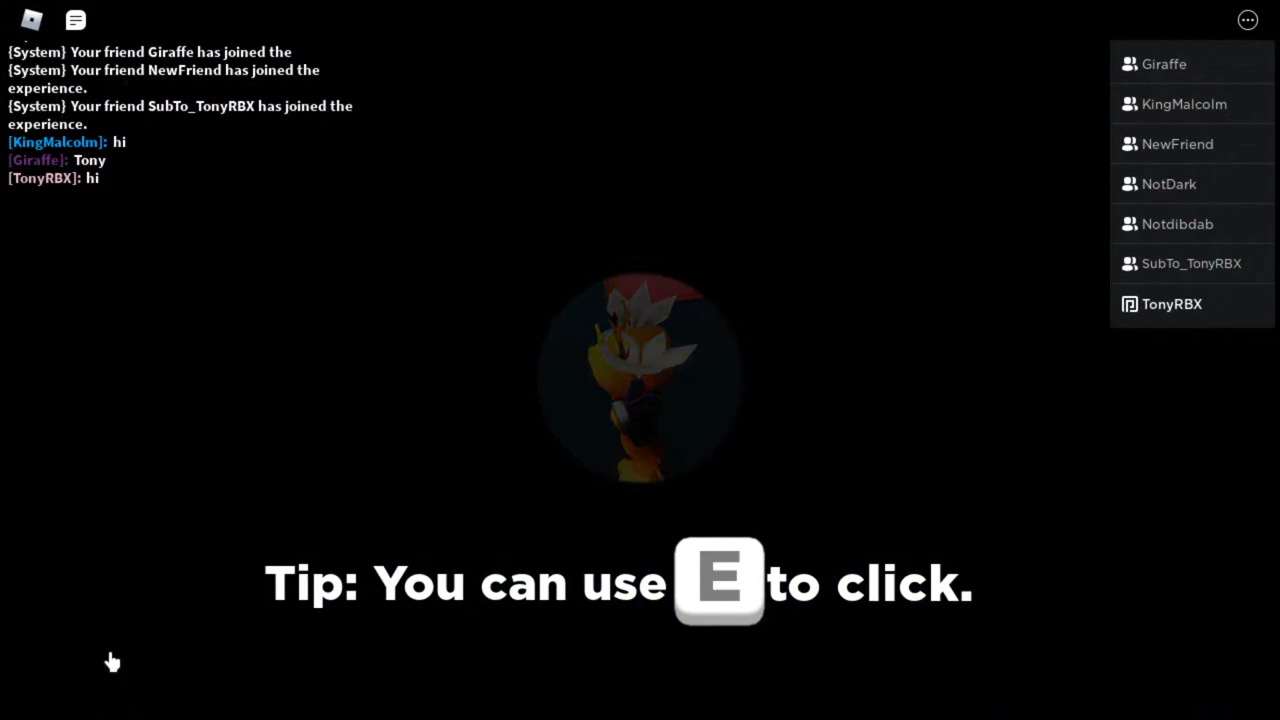 {System} Your friend Giraffe has joined the
{System} Your friend NewFriend has joined the
experience.
{System} Your friend SubTo_TonyRBX has joined the
experience.
[KingMalcolm]: hi
[Giraffe]: Tony
[TonyRBX]: hi
Giraffe
KingMalcolm
NewFriend
NotDark
Notdibdab
SubTo_TonyRBX
TonyRBX
Tip: You can use E to click.